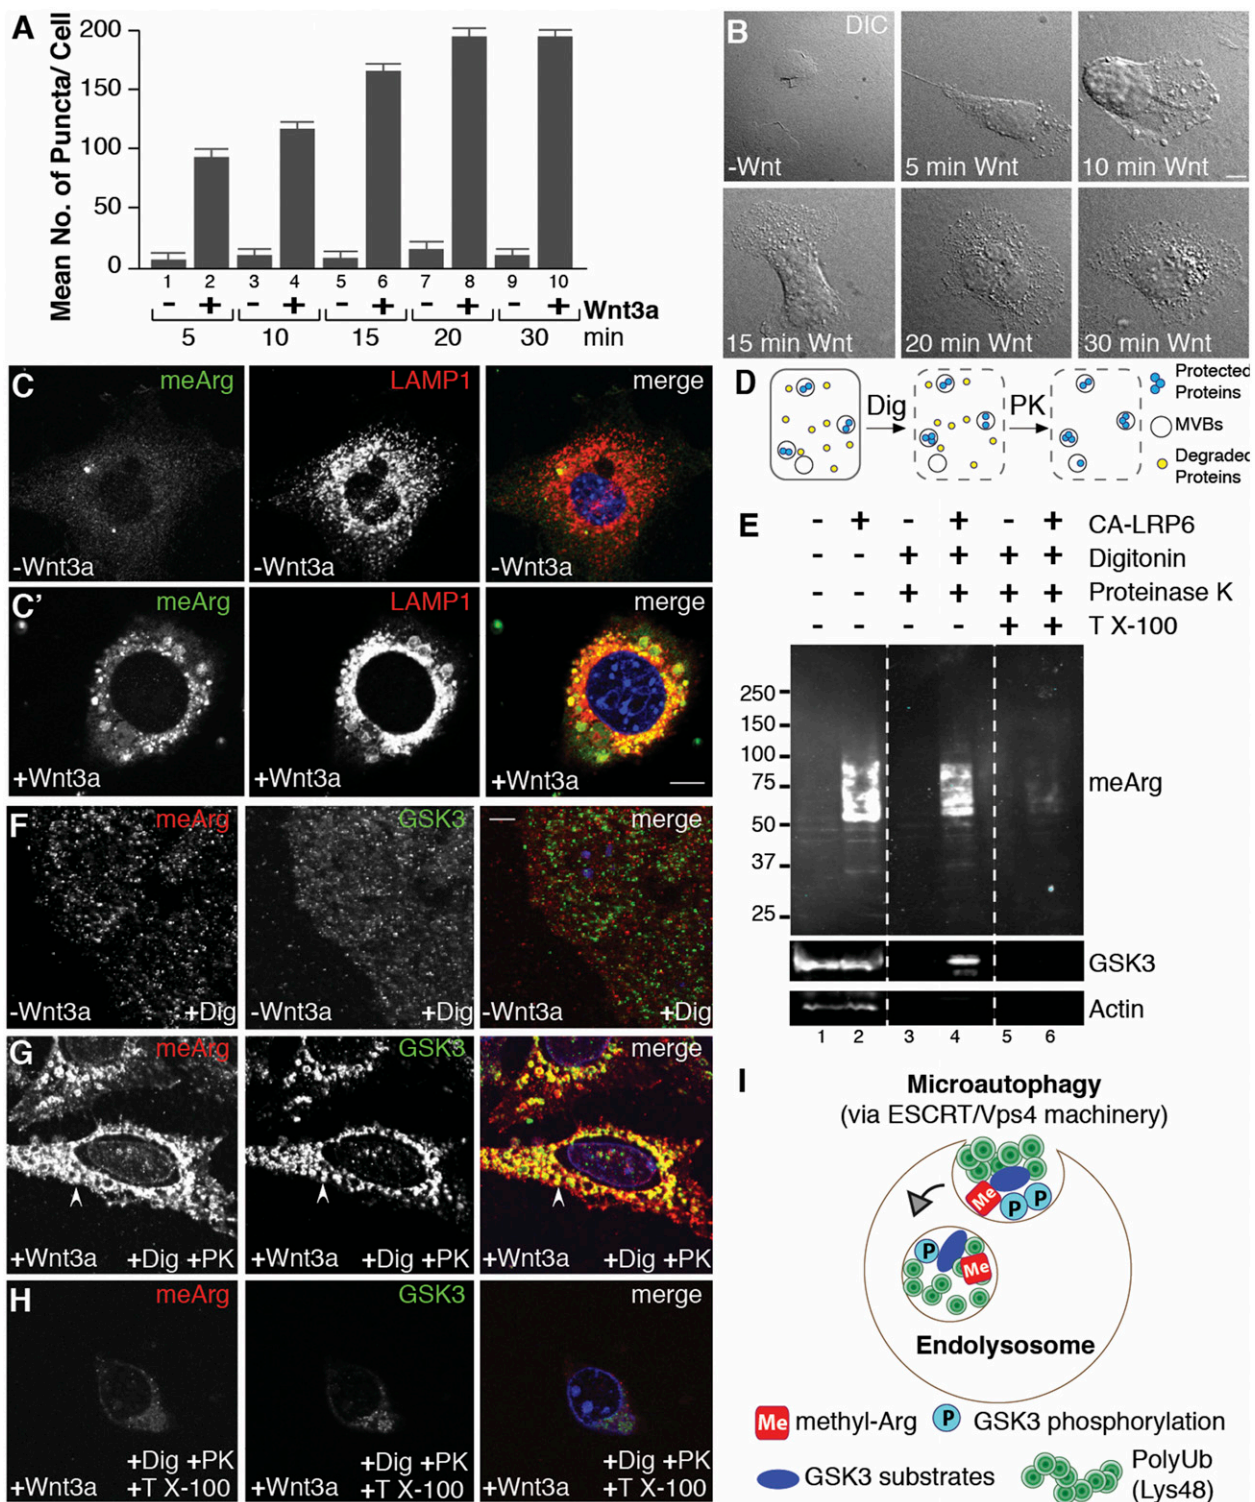 A
Mean No. of Puncta/ Cell
200
150
100
50
0
1 2 3 4 5 6 7 8 9 10
- + - + - + - + - + Wnt3a
5 10 15 20 30 min
B
DIC
-Wnt
5 min Wnt
10 min Wnt
15 min Wnt
20 min Wnt
30 min Wnt
C
meArg
LAMP1
merge
-Wnt3a
-Wnt3a
-Wnt3a
C'
meArg
LAMP1
merge
+Wnt3a
+Wnt3a
+Wnt3a
D
Dig
PK
Protected
Proteins
MVBs
Degraded
Proteins
E
- + - + - + CA-LRP6
- - + + + + Digitonin
- - + + + + Proteinase K
- - - - + + T X-100
250
150
100
75
50
37
25
meArg
GSK3
Actin
1 2 3 4 5 6
F
meArg
GSK3
merge
-Wnt3a +Dig
-Wnt3a +Dig
-Wnt3a +Dig
G
meArg
GSK3
merge
+Wnt3a +Dig +PK
+Wnt3a +Dig +PK
+Wnt3a +Dig +PK
H
meArg
GSK3
merge
+Dig +PK
+Wnt3a +T X-100
+Dig +PK
+Wnt3a +T X-100
+Dig +PK
+Wnt3a +T X-100
I
Microautophagy
(via ESCRT/Vps4 machinery)
Me
P
P
P
Me
Endolysosome
Me methyl-Arg
P GSK3 phosphorylation
GSK3 substrates
PolyUb
(Lys48)